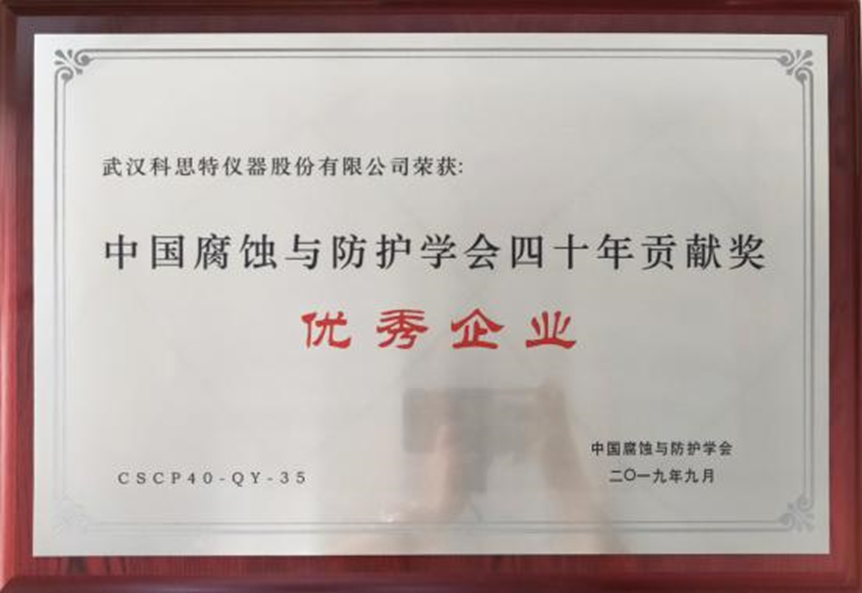 武汉科思特仪器股份有限公司荣获:
中国腐蚀与防护学会四十年贡献奖
优秀企业
中国腐蚀与防护学会
CSCP40-QY-35
二〇一九年九月